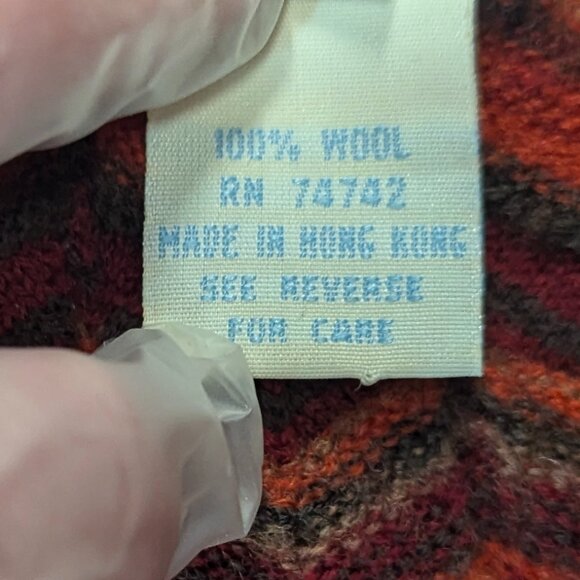 100% WOOL
RN 74742
MADE IN HONG KONG
SEE REVERSE
FOR CARE